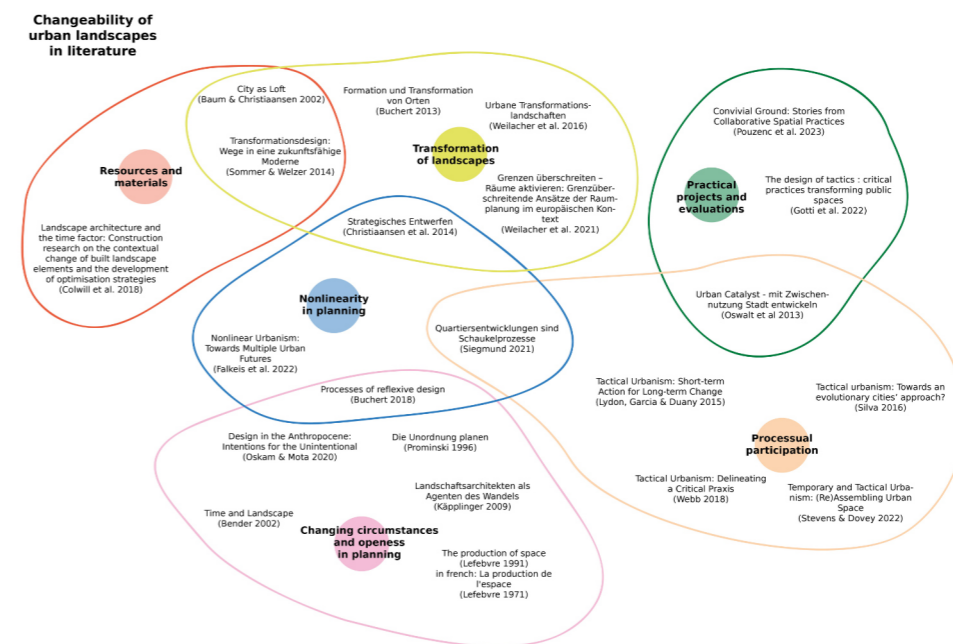 Changeability of
urban landscapes
in literature
City as Loft
(Baum & Christiaansen 2002)
Transformationsdesign:
Wege in eine zukunftsfähige
Moderne
(Sommer & Welzer 2014)
Resources and
materials
Landscape architecture and
the time factor: Construction
research on the contextual
change of built landscape
elements and the development
of optimisation strategies
(Colwill et al. 2018)
Formation und Transformation
von Orten
(Buchert 2013)
Urbane Transformations-
landschaften
(Weilacher et al. 2016)
Transformation
of landscapes
Grenzen überschreiten –
Räume aktivieren: Grenzüber-
schreitende Ansätze der Raum-
planung im europäischen Kon-
text
(Weilacher et al. 2021)
Strategisches Entwerfen
(Christiaansen et al. 2014)
Convivial Ground: Stories from
Collaborative Spatial Practices
(Pouzenc et al. 2023)
Practical
projects and
evaluations
The design of tactics : critical
practices transforming public
spaces
(Gotti et al. 2022)
Urban Catalyst - mit Zwischen-
nutzung Stadt entwickeln
(Oswalt et al 2013)
Nonlinearity
in planning
Nonlinear Urbanism:
Towards Multiple Urban
Futures
(Falkeis et al. 2022)
Quartiersentwicklungen sind
Schaukelprozesse
(Siegmund 2021)
Processes of reflexive design
(Buchert 2018)
Tactical Urbanism: Short-term
Action for Long-term Change
(Lydon, Garcia & Duany 2015)
Tactical urbanism: Towards an
evolutionary cities’ approach?
(Silva 2016)
Processual
participation
Tactical Urbanism: Delineating
a Critical Praxis
(Webb 2018)
Temporary and Tactical Urba-
nism: (Re)Assembling Urban
Space
(Stevens & Dovey 2022)
Design in the Anthropocene:
Intentions for the Unintentional
(Oskam & Mota 2020)
Die Unordnung planen
(Prominski 1996)
Landschaftsarchitekten als
Agenten des Wandels
(Käpplinger 2009)
Time and Landscape
(Bender 2002)
Changing circumstances
and openess
in planning
The production of space
(Lefebvre 1991)
in french: La production de
l'espace
(Lefebvre 1971)